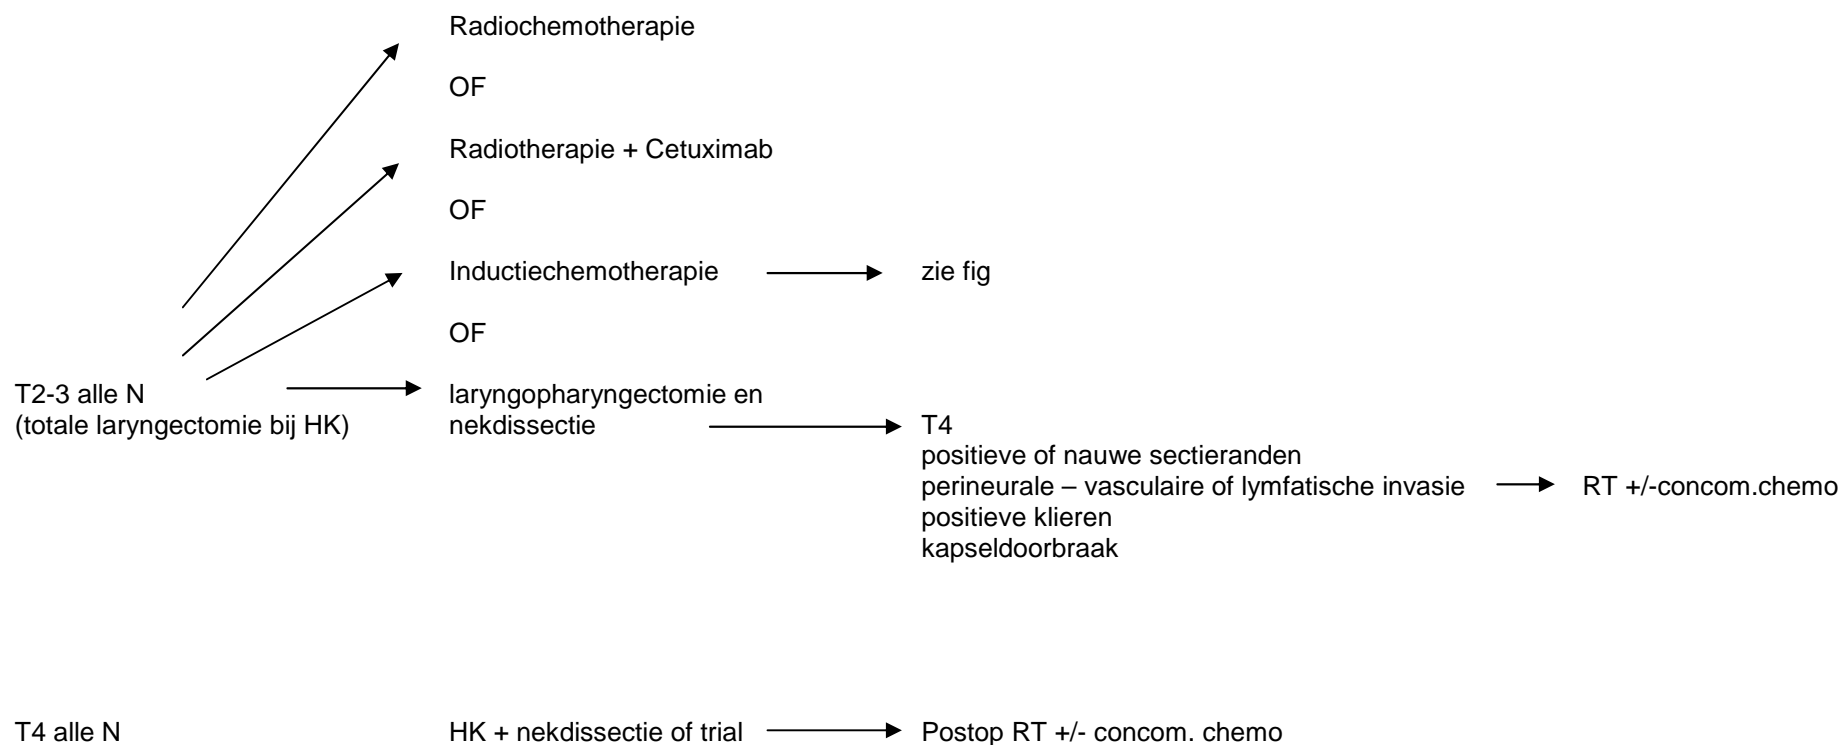 Radiochemotherapie
OF
Radiotherapie + Cetuximab
OF
Inductiechemotherapie
zie fig
OF
T2-3 alle N
(totale laryngectomie bij HK)
laryngopharyngectomie en
nekdissectie
T4
positieve of nauwe sectieranden
perineurale – vasculaire of lymfatische invasie
positieve klieren
kapseldoorbraak
RT +/-concom.chemo
T4 alle N
HK + nekdissectie of trial
Postop RT +/- concom. chemo